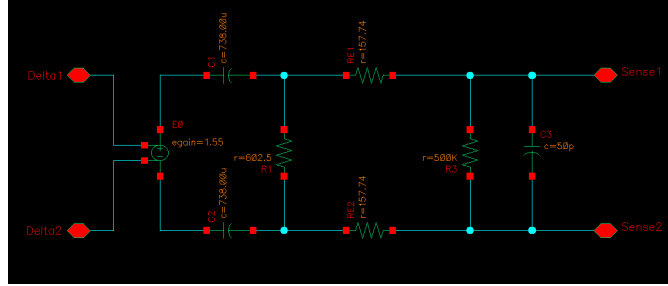 C1
c=738.00u
RE1
r=157.74
Delta1
Sense1
E0
egain=1.55
r=602.5
R1
r=500K
R3
C3
c=50p
C2
c=738.00u
RE2
r=157.74
Delta2
Sense2